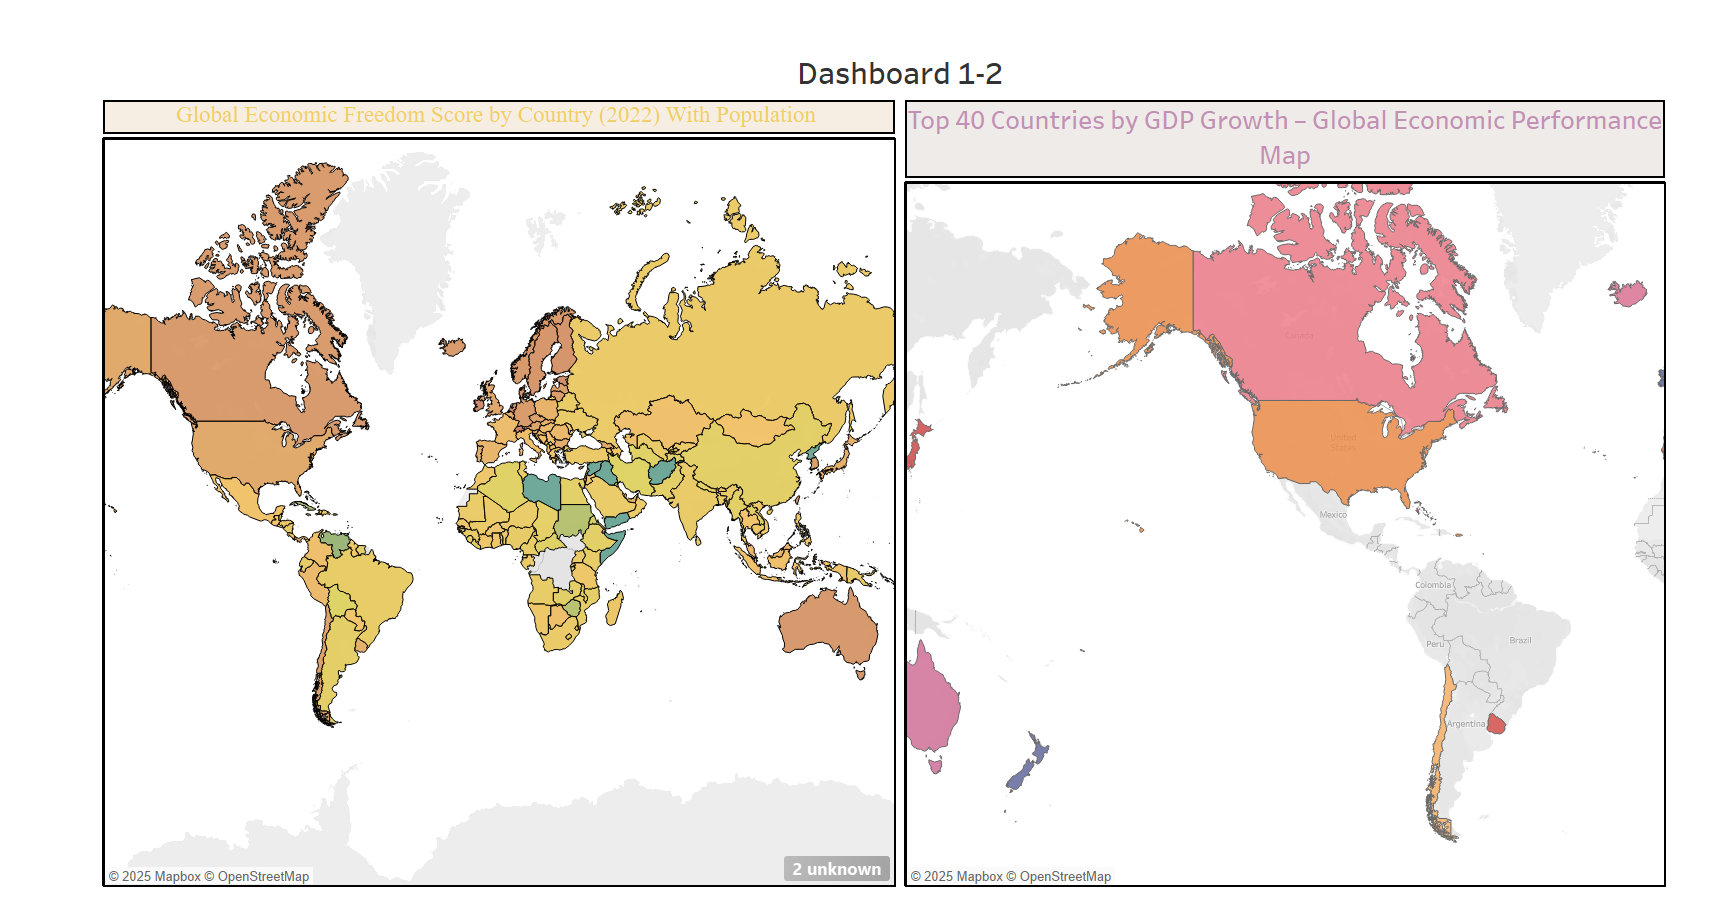 Dashboard 1-2
Global Economic Freedom Score by Country (2022) With Population
Top 40 Countries by GDP Growth – Global Economic Performance
Map
Canada
United
States
Mexico
Colombia
Peru
Brazil
Argentina
2 unknown
© 2025 Mapbox © OpenStreetMap
© 2025 Mapbox © OpenStreetMap